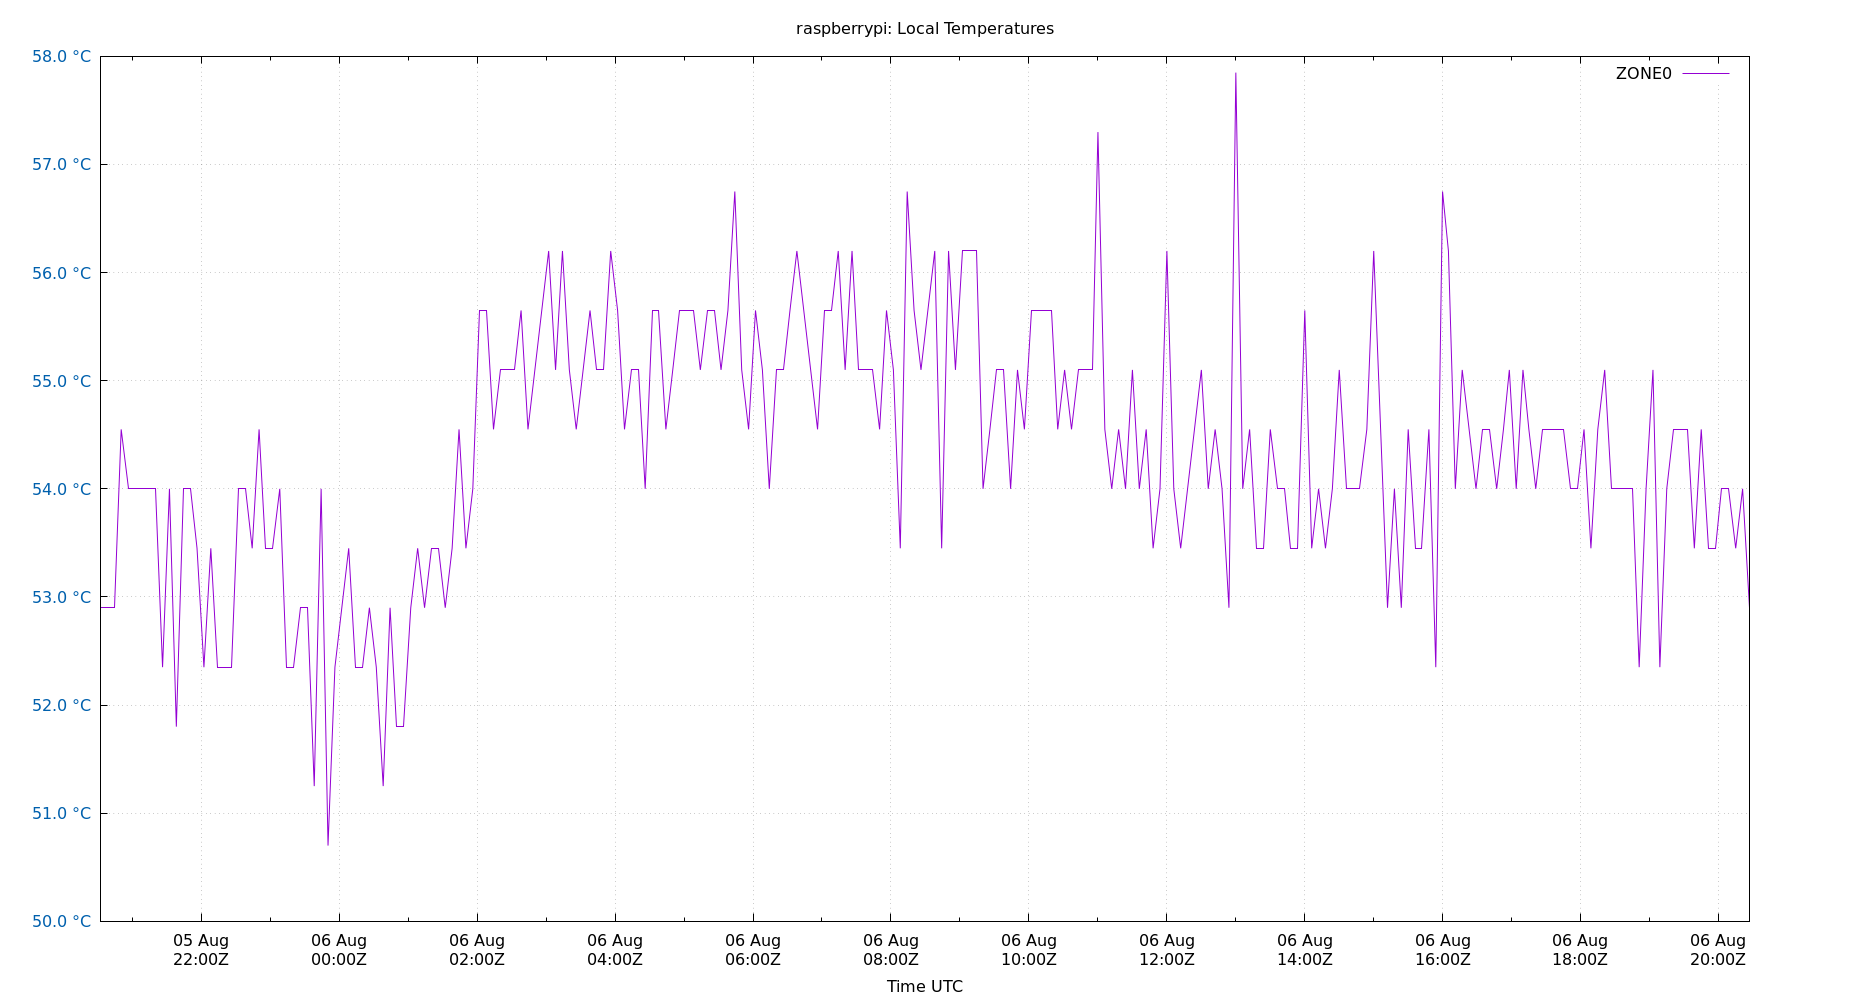 raspberrypi: Local Temperatures
ZONE0
58.0 °C
57.0 °C
56.0 °C
55.0 °C
54.0 °C
53.0 °C
52.0 °C
51.0 °C
50.0 °C
05 Aug 06 Aug 06 Aug 06 Aug 06 Aug 06 Aug 06 Aug 06 Aug 06 Aug 06 Aug 06 Aug 06 Aug
22:00Z 00:00Z 02:00Z 04:00Z 06:00Z 08:00Z 10:00Z 12:00Z 14:00Z 16:00Z 18:00Z 20:00Z
Time UTC